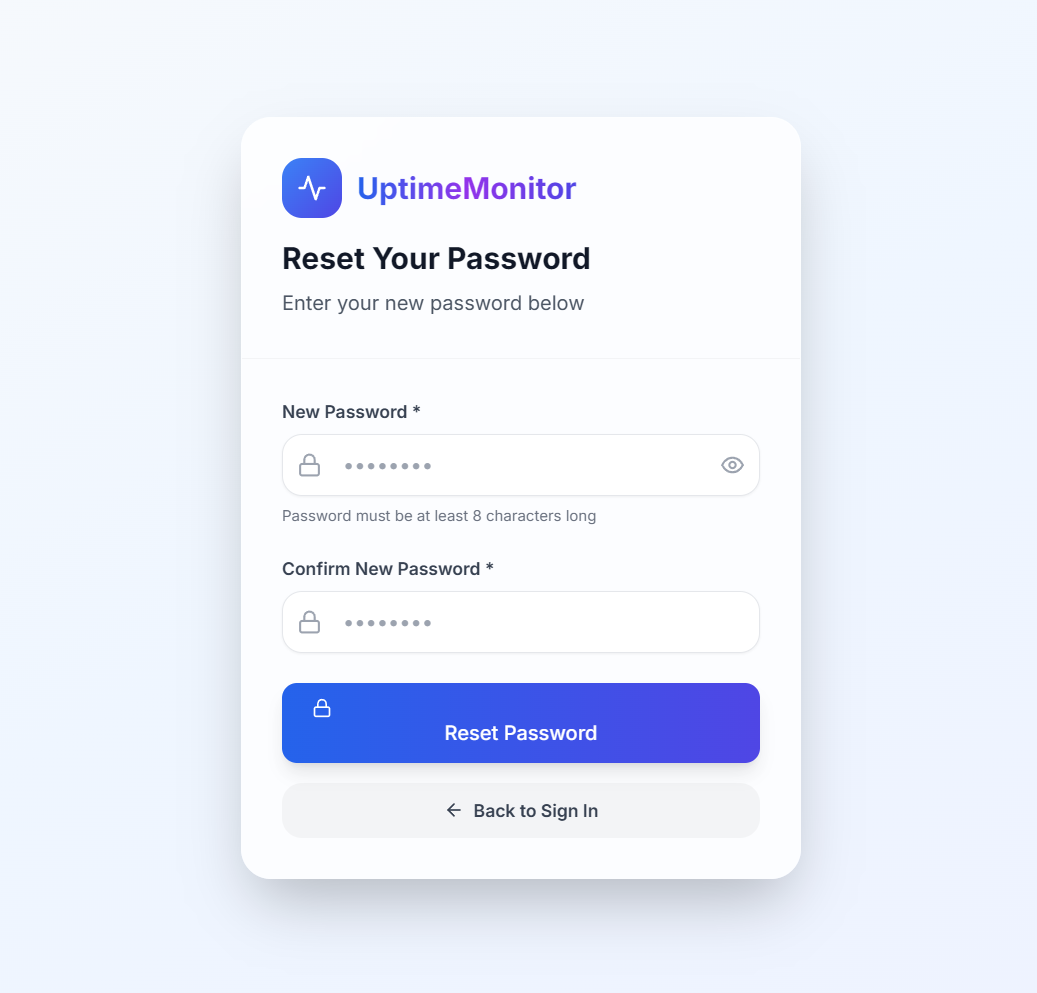 UptimeMonitor
Reset Your Password
Enter your new password below
New Password *
••••••••
Password must be at least 8 characters long
Confirm New Password *
••••••••
Reset Password
Back to Sign In